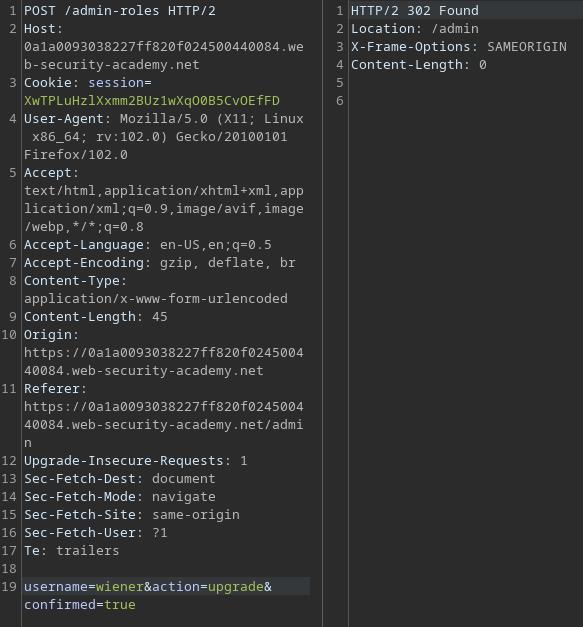 1 POST /admin-roles HTTP/2
2 Host:
0a1a0093038227ff820f024500440084.we
b-security-academy.net
3 Cookie: session=
XwTPLuHzlXxmm2BUz1wXqO0B5CvOEfFD
4 User-Agent: Mozilla/5.0 (X11; Linux
x86_64; rv:102.0) Gecko/20100101
Firefox/102.0
5 Accept:
text/html,application/xhtml+xml,app
lication/xml;q=0.9,image/avif,image
/webp,*/*;q=0.8
6 Accept-Language: en-US,en;q=0.5
7 Accept-Encoding: gzip, deflate, br
8 Content-Type:
application/x-www-form-urlencoded
9 Content-Length: 45
10 Origin:
https://0a1a0093038227ff820f0245004
40084.web-security-academy.net
11 Referer:
https://0a1a0093038227ff820f0245004
40084.web-security-academy.net/admi
n
12 Upgrade-Insecure-Requests: 1
13 Sec-Fetch-Dest: document
14 Sec-Fetch-Mode: navigate
15 Sec-Fetch-Site: same-origin
16 Sec-Fetch-User: ?1
17 Te: trailers
18
19 username=wiener&action=upgrade&
confirmed=true
1 HTTP/2 302 Found
2 Location: /admin
3 X-Frame-Options: SAMEORIGIN
4 Content-Length: 0
5
6